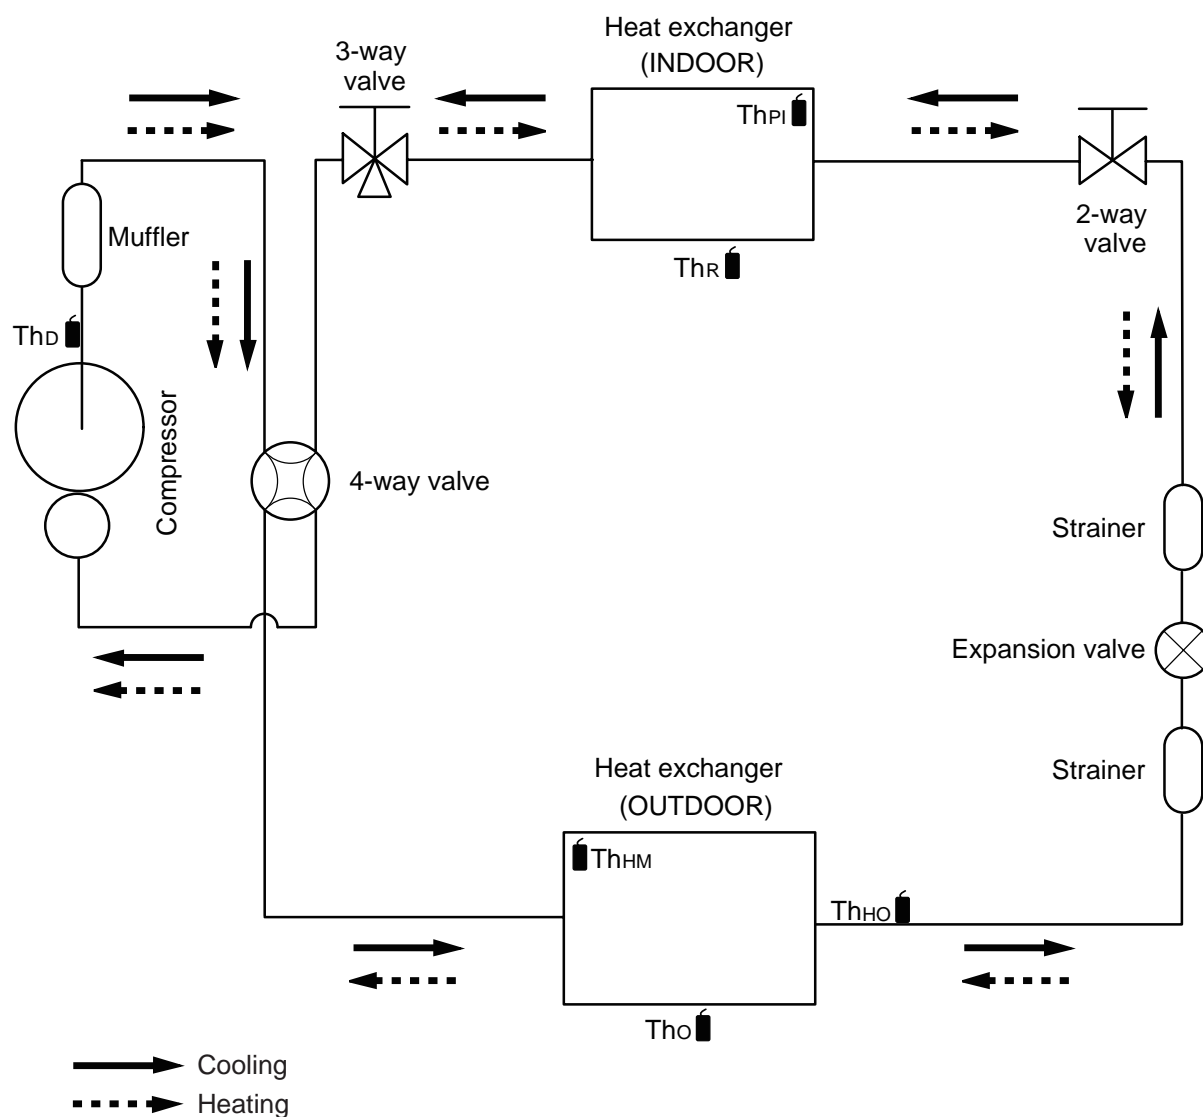 Heat exchanger
(INDOOR)
3-way
valve
ThPI
Muffler
ThR
2-way
valve
ThD
Compressor
4-way valve
Strainer
Expansion valve
Strainer
Heat exchanger
(OUTDOOR)
ThHM
ThHO
ThO
Cooling
Heating